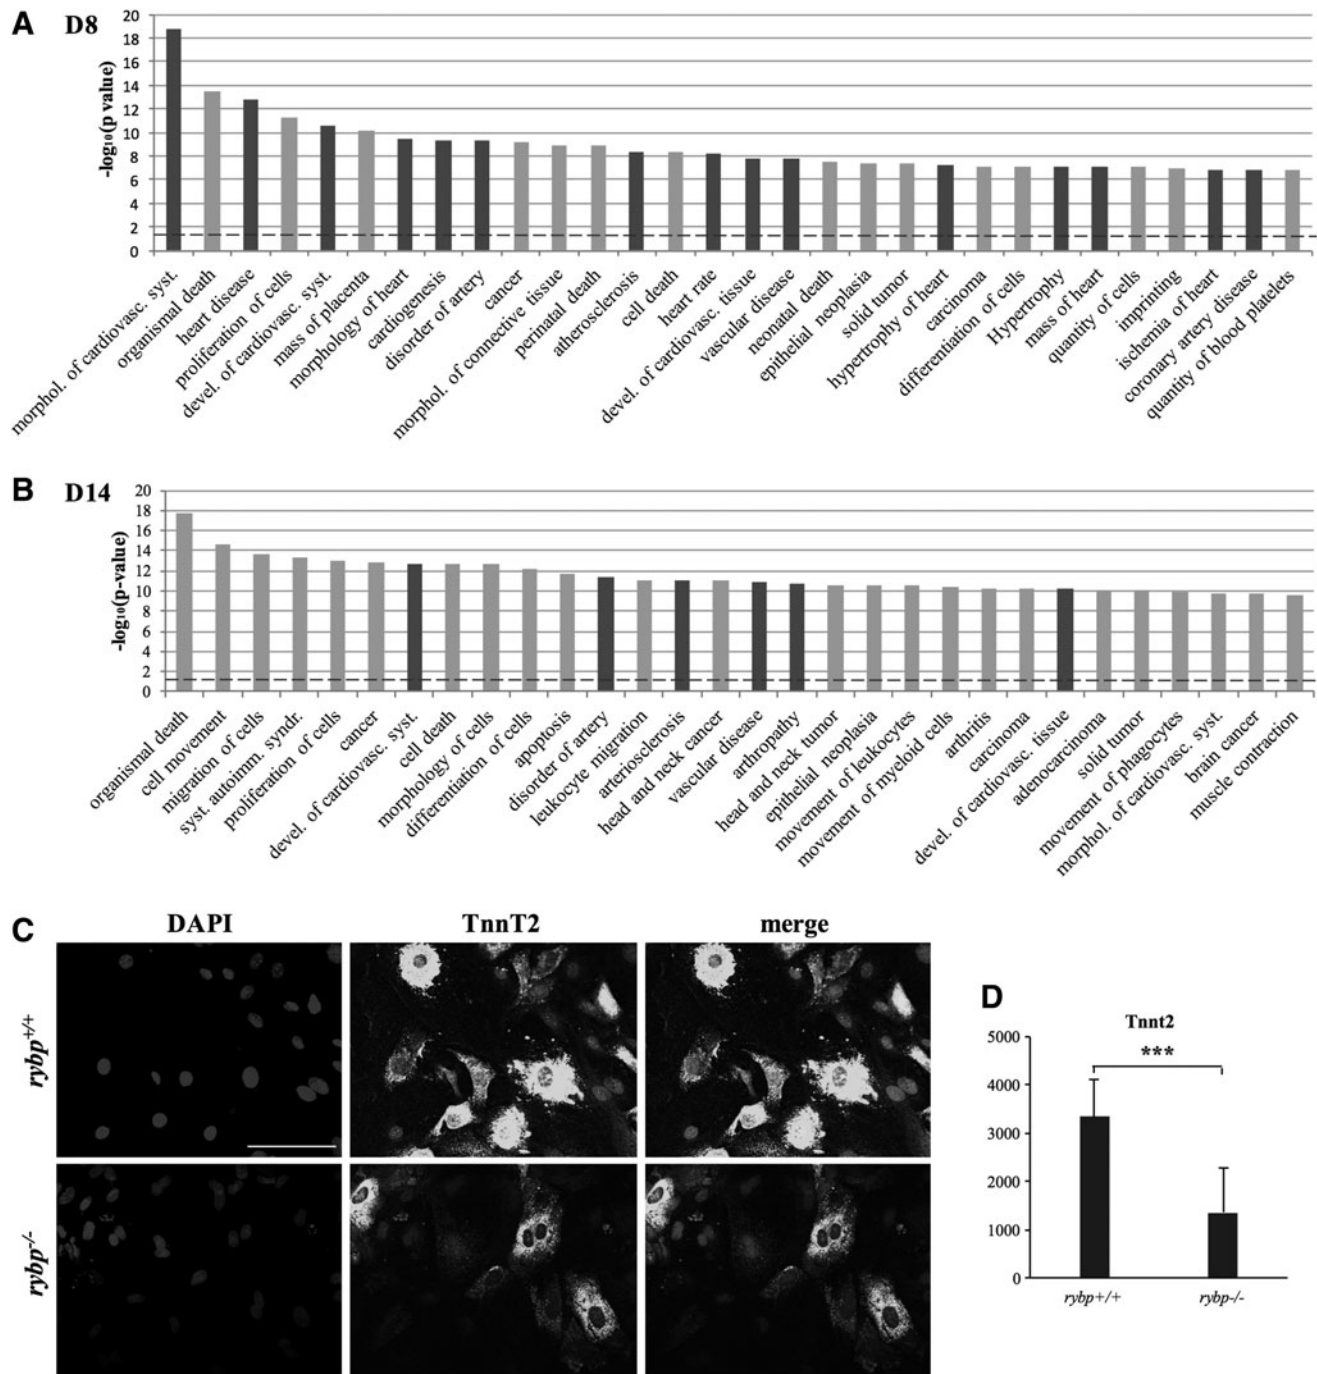 A D8
20
18
16
14
12
10
8
6
4
2
0
-log₁₀(p value)
morphol. of cardiovasc. syst.
organismal death
heart disease
proliferation of cells
devel. of cardiovasc. syst.
mass of placenta
morphology of heart
cardiogenesis
disorder of artery
cancer
morphol. of connective tissue
perinatal death
atherosclerosis
cell death
heart rate
devel. of cardiovasc. tissue
vascular disease
neonatal death
epithelial neoplasia
solid tumor
hypertrophy of heart
carcinoma
differentiation of cells
Hypertrophy
mass of heart
quantity of cells
imprinting
ischemia of heart
coronary artery disease
quantity of blood platelets
B D14
20
18
16
14
12
10
8
6
4
2
0
-log₁₀(p-value)
organismal death
cell movement
migration of cells
syst. autoimm. syndr.
proliferation of cells
cancer
devel. of cardiovasc. syst.
cell death
morphology of cells
differentiation of cells
apoptosis
disorder of artery
leukocyte migration
arteriosclerosis
head and neck cancer
vascular disease
arthropathy
head and neck tumor
epithelial neoplasia
movement of leukocytes
movement of myeloid cells
arthritis
carcinoma
devel. of cardiovasc. tissue
adenocarcinoma
solid tumor
movement of phagocytes
morphol. of cardiovasc. syst.
brain cancer
muscle contraction
C
DAPI TnnT2 merge
rybp+/+
rybp-/-
D
Tnnt2
***
5000
4000
3000
2000
1000
0
rybp+/+ rybp-/-